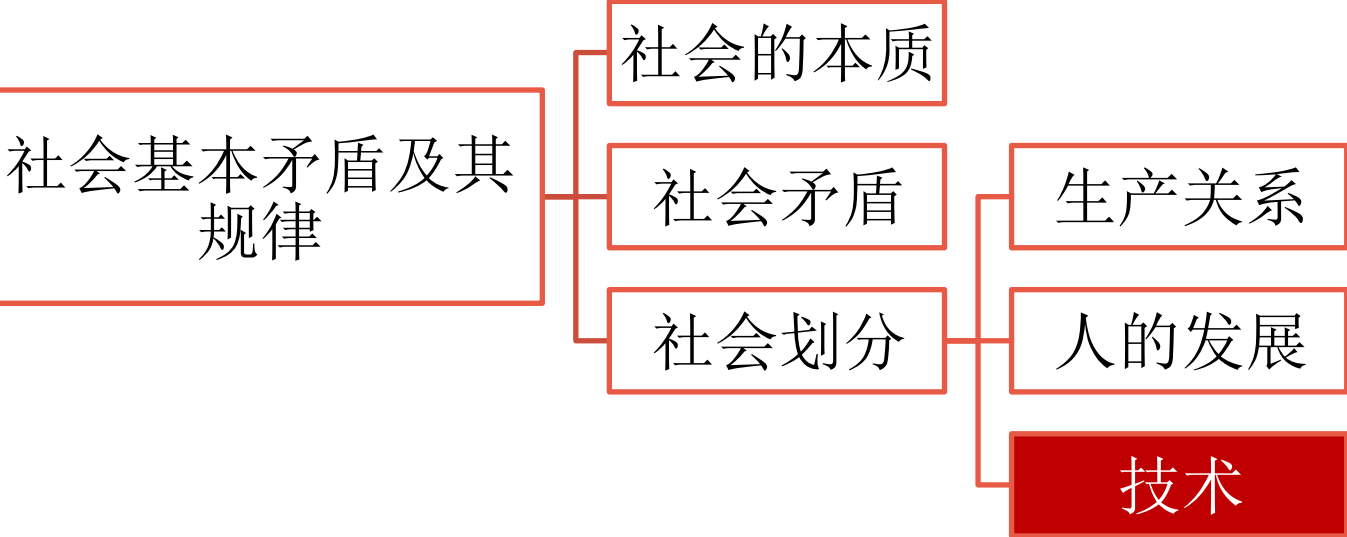 社会的本质
社会基本矛盾及其
规律
社会矛盾
生产关系
社会划分
人的发展
技术